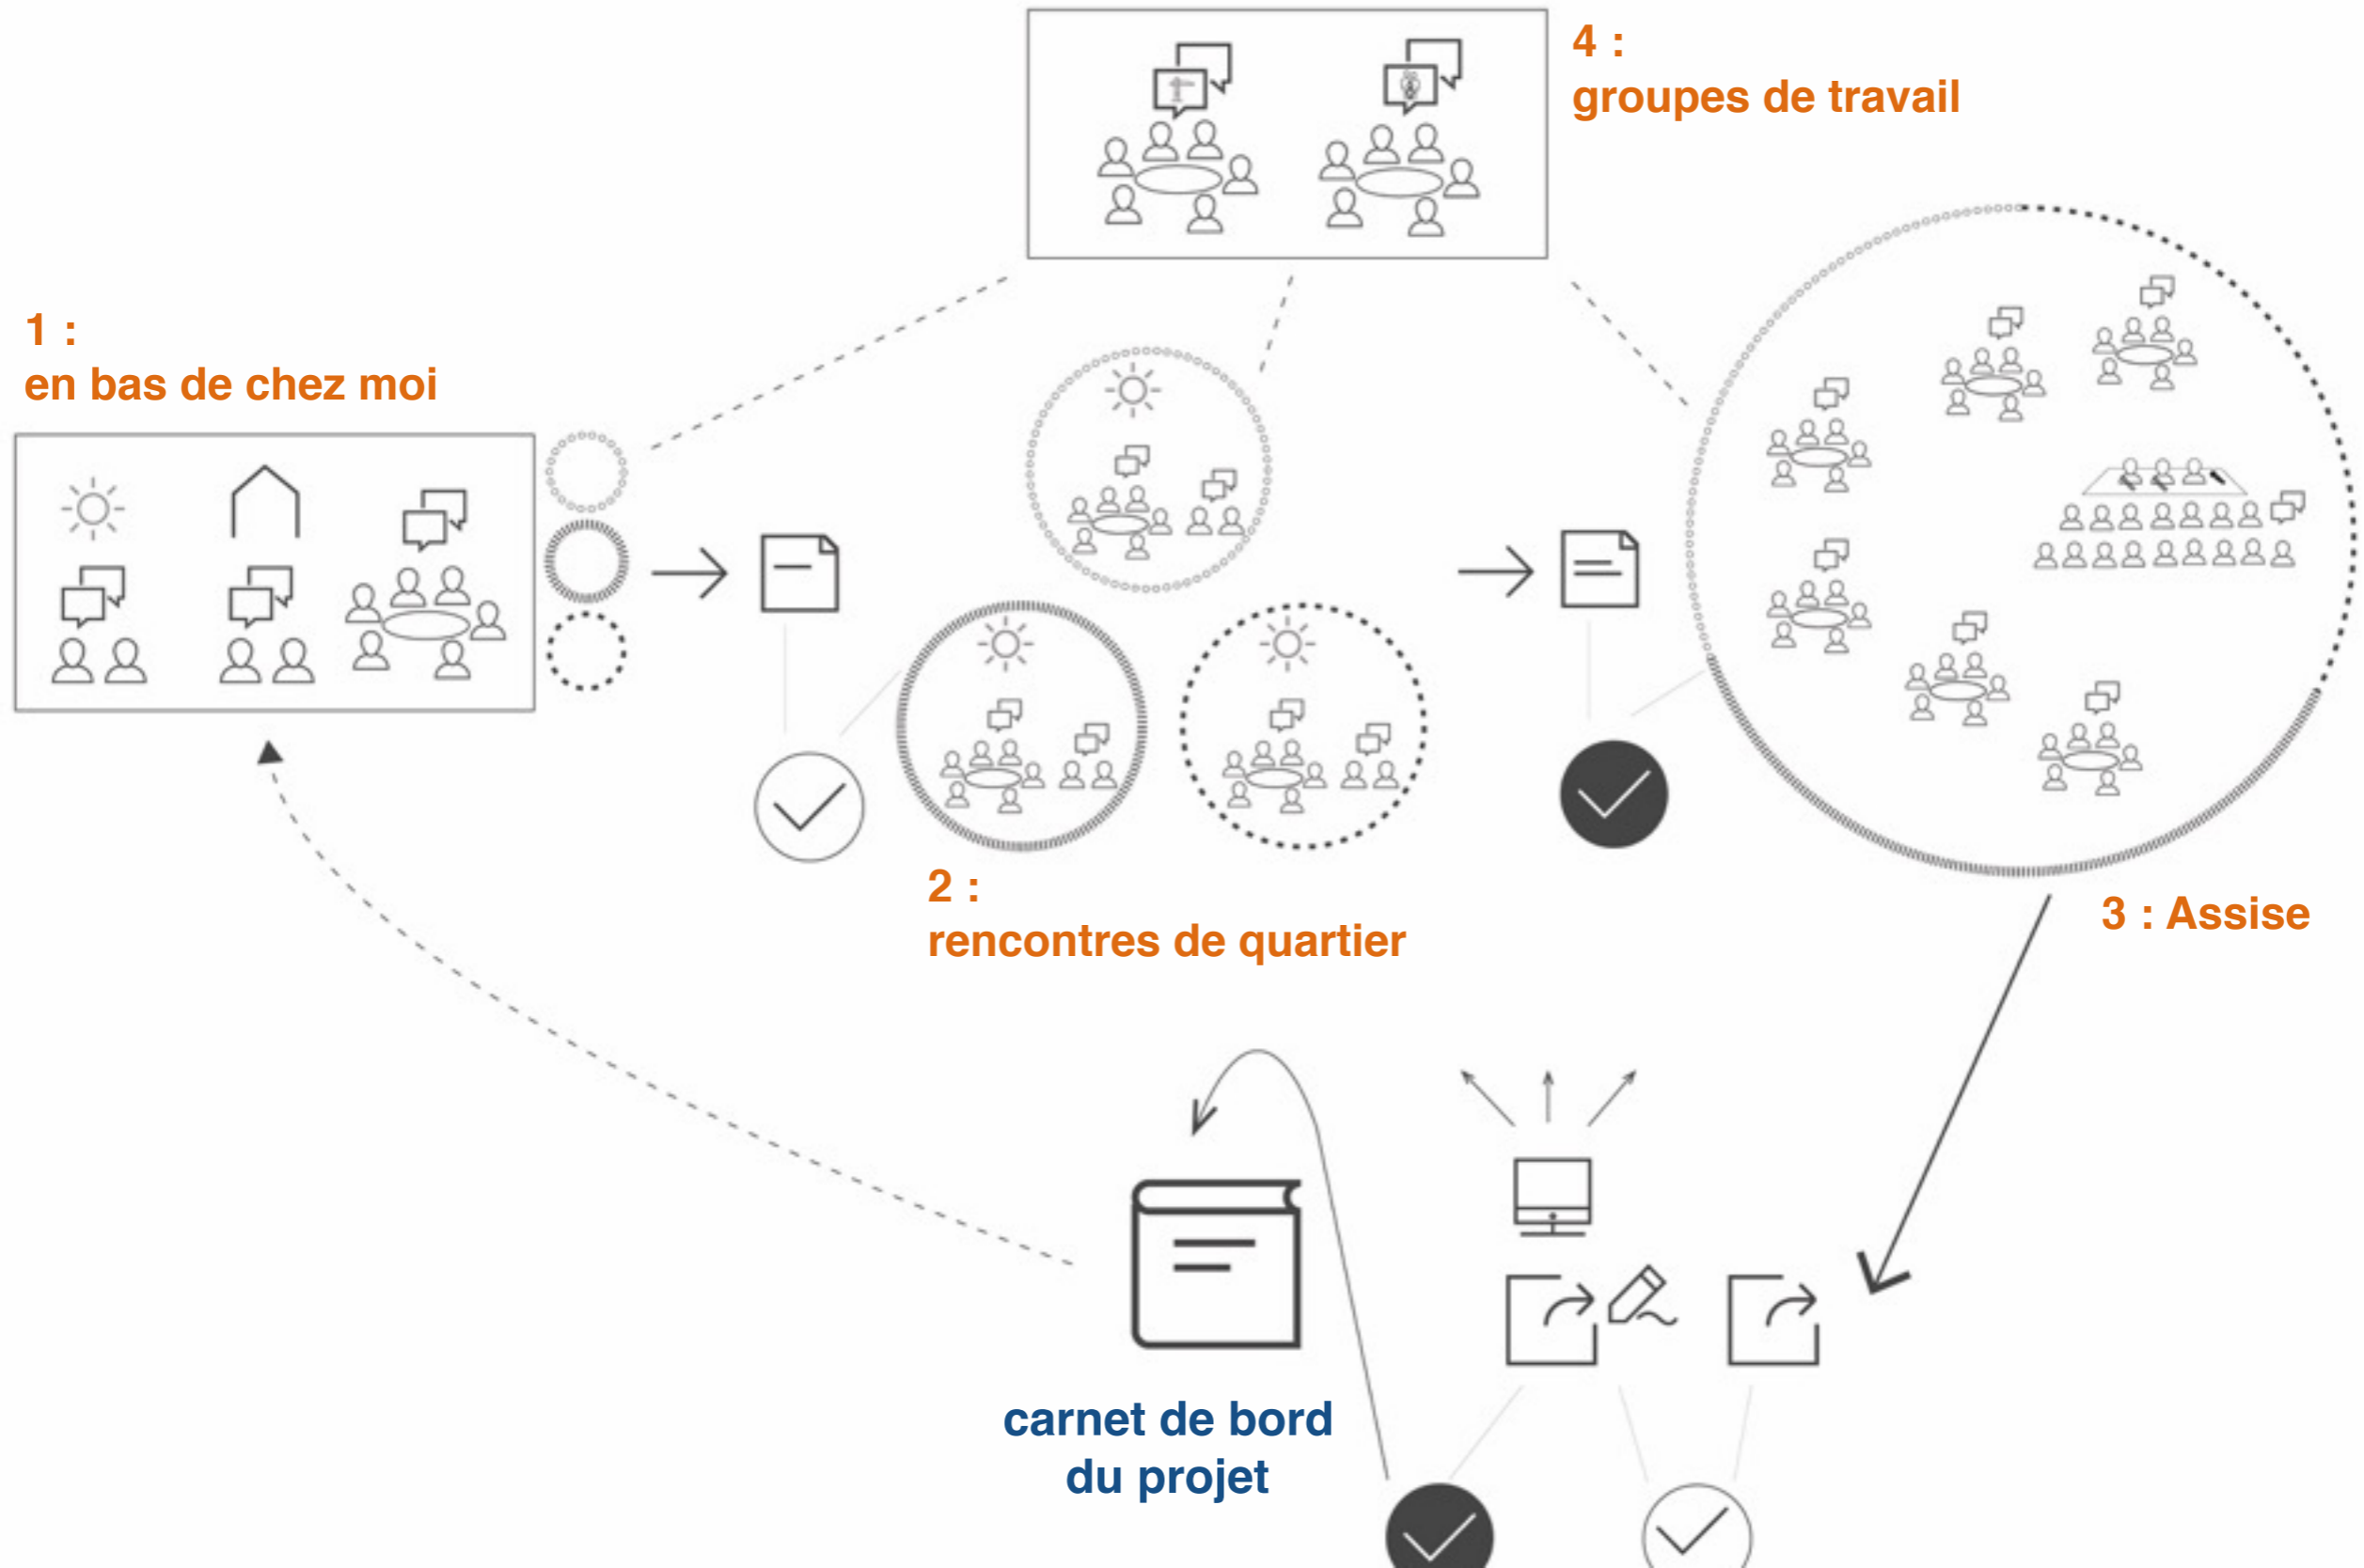 4 :
groupes de travail
1 :
en bas de chez moi
2 :
rencontres de quartier
3 : Assise
carnet de bord
du projet